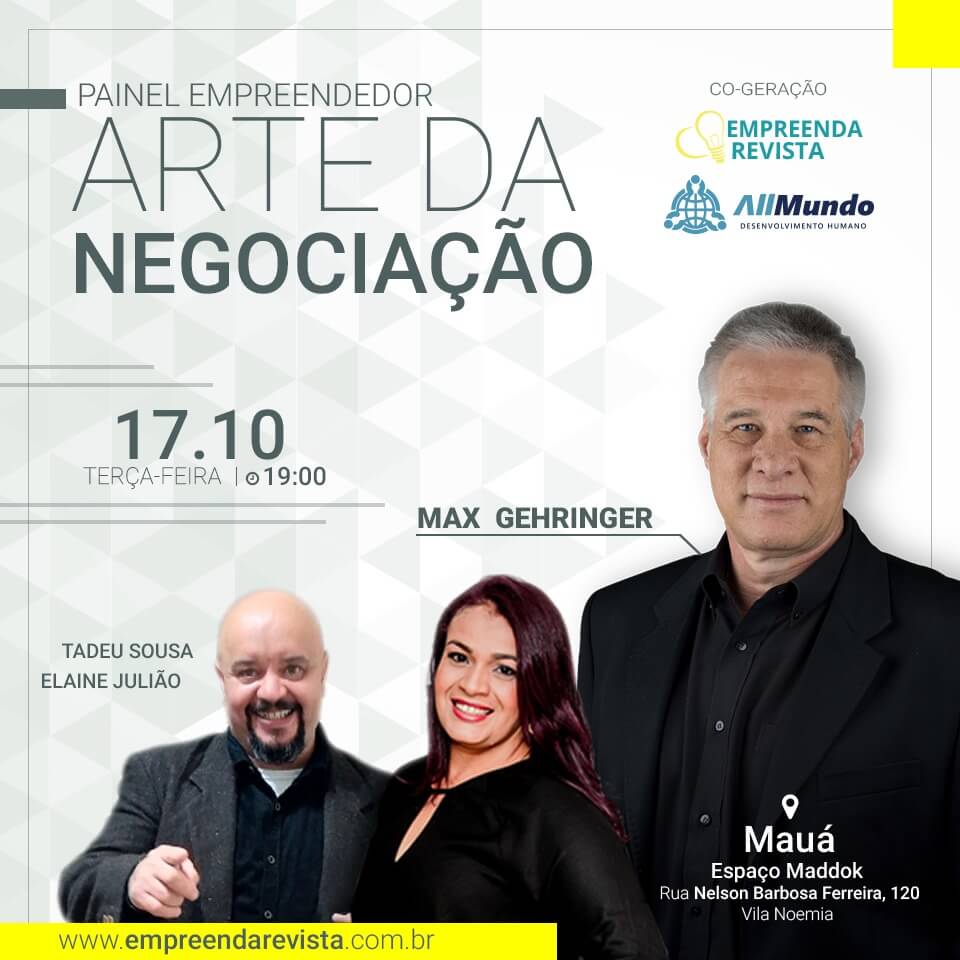 PAINEL EMPREENDEDOR
ARTE DA
NEGOCIAÇÃO
CO-GERAÇÃO
EMPREENDA
REVISTA
AllMundo
DESENVOLVIMENTO HUMANO
17.10
TERÇA-FEIRA | 19:00
MAX GEHRINGER
TADEU SOUSA
ELAINE JULIÃO
Mauá
Espaço Maddok
Rua Nelson Barbosa Ferreira, 120
Vila Noemia
www.empreendarevista.com.br